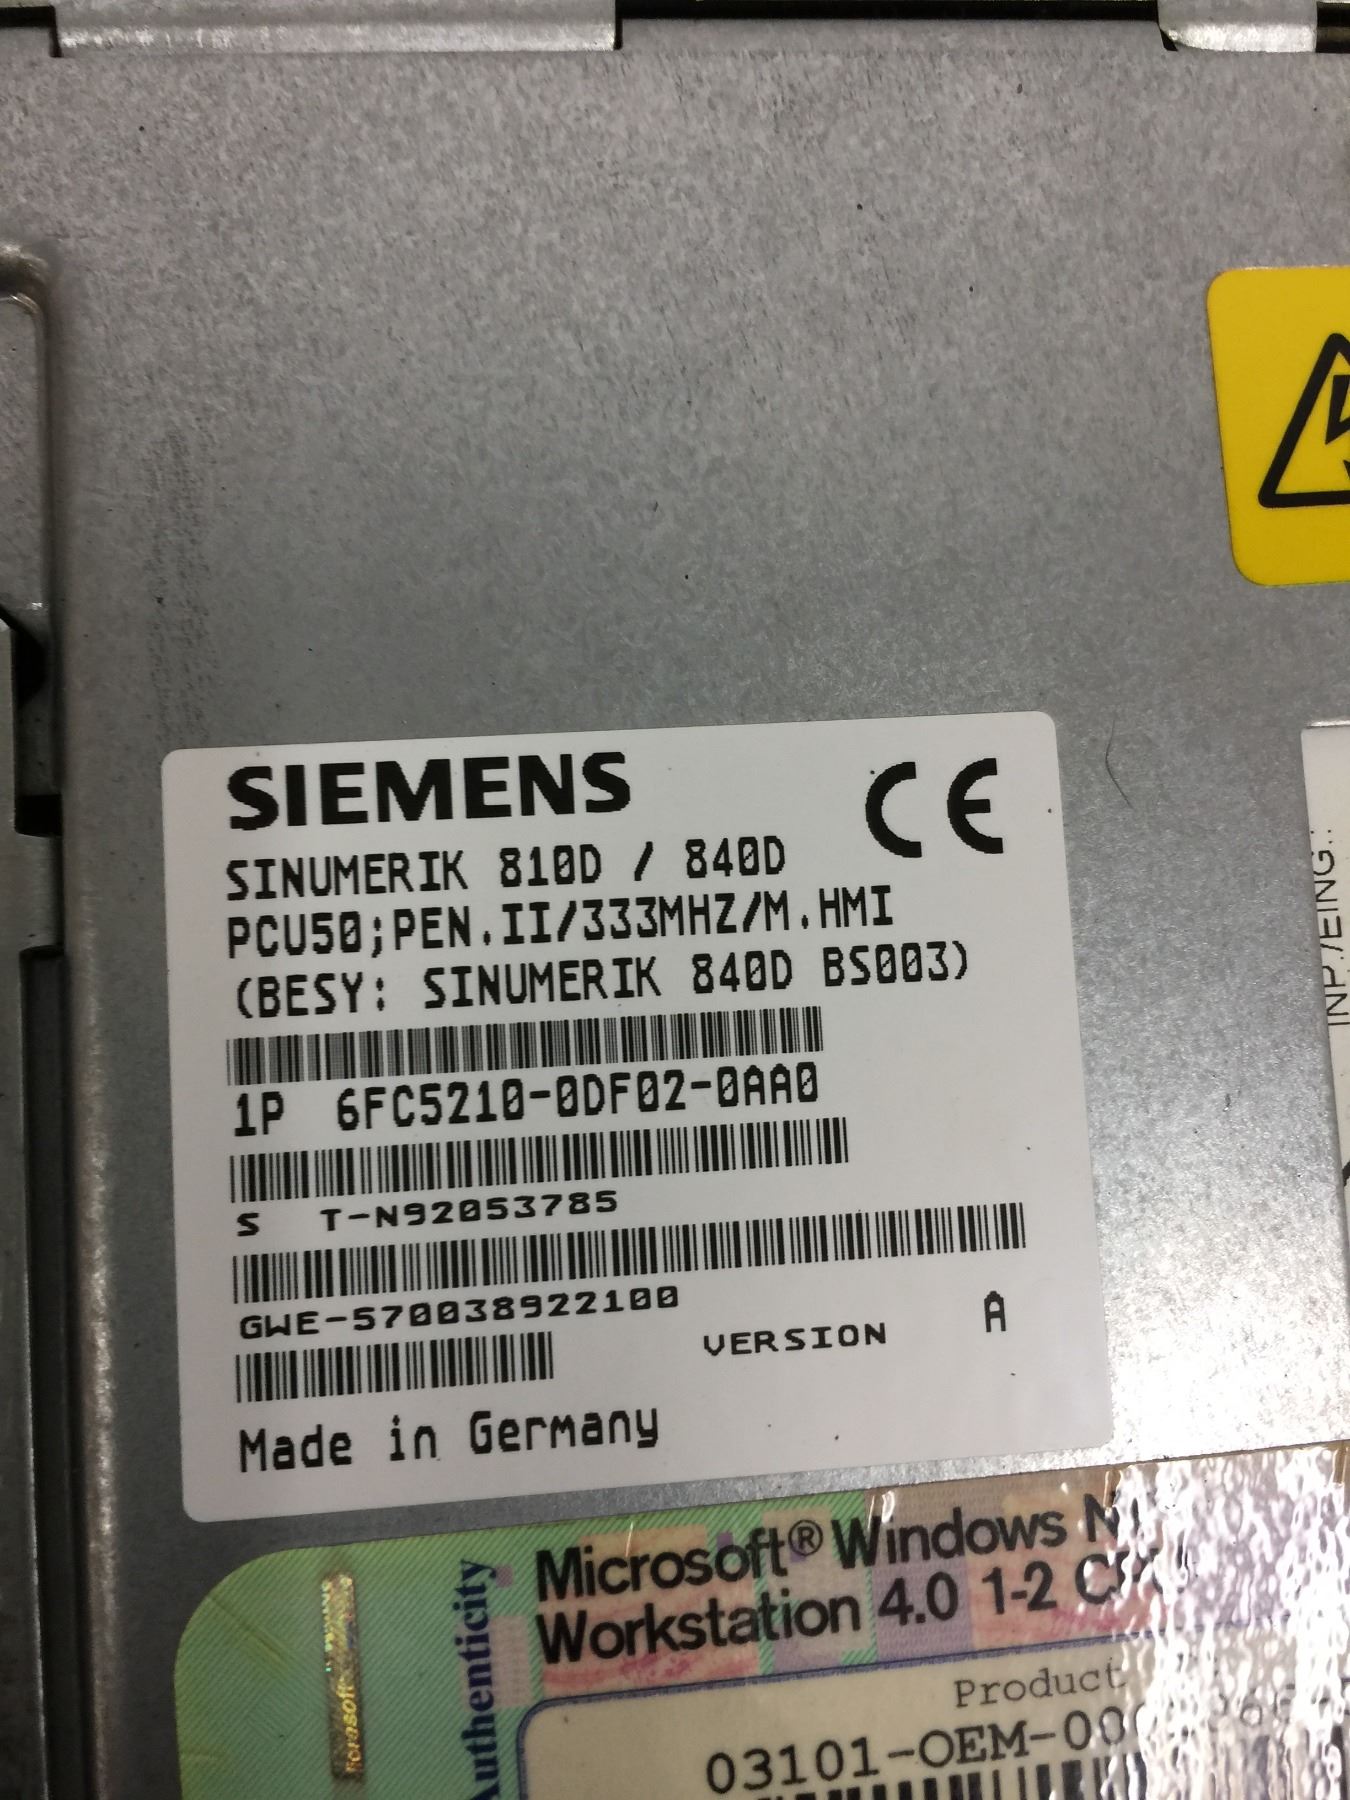 SIEMENS
CE
SINUMERIK 810D / 840D
PCU50;PEN.II/333MHZ/M.HMI
(BESY: SINUMERIK 840D BS003)
1P 6FC5210-0DF02-0AA0
S T-N92053785
GWE-570038922100
VERSION A
Made in Germany
INP./EING.:
Authenticity
Microsoft® Windows
Workstation 4.0 1-2
Product
03101-OEM-00